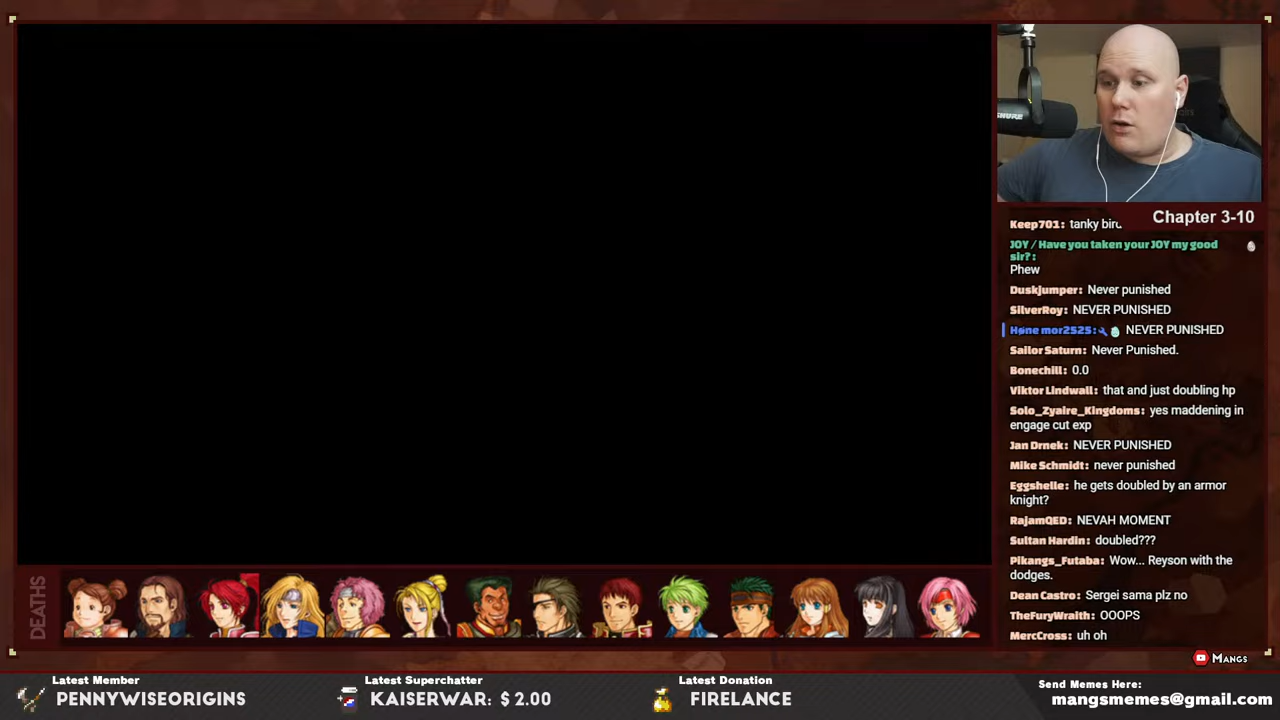 SHURE
Chapter 3-10
Keep701: tanky bird
JOY / Have you taken your JOY my good
sir?:
Phew
Duskjumper: Never punished
SilverRoy: NEVER PUNISHED
Høne mor2525: NEVER PUNISHED
Sailor Saturn: Never Punished.
Bonechill: 0.0
Viktor Lindwall: that and just doubling hp
Solo_Zyaire_Kingdoms: yes maddening in
engage cut exp
Jan Drnek: NEVER PUNISHED
Mike Schmidt: never punished
Eggshelle: he gets doubled by an armor
knight?
RajamQED: NEVAH MOMENT
Sultan Hardin: doubled???
Pikangs_Futaba: Wow... Reyson with the
dodges.
Dean Castro: Sergei sama plz no
TheFuryWraith: OOOPS
MercCross: uh oh
DEATHS
MANGS
Latest Member
PENNYWISEORIGINS
Latest Superchatter
KAISERWAR: $ 2.00
Latest Donation
FIRELANCE
Send Memes Here:
mangsmemes@gmail.com